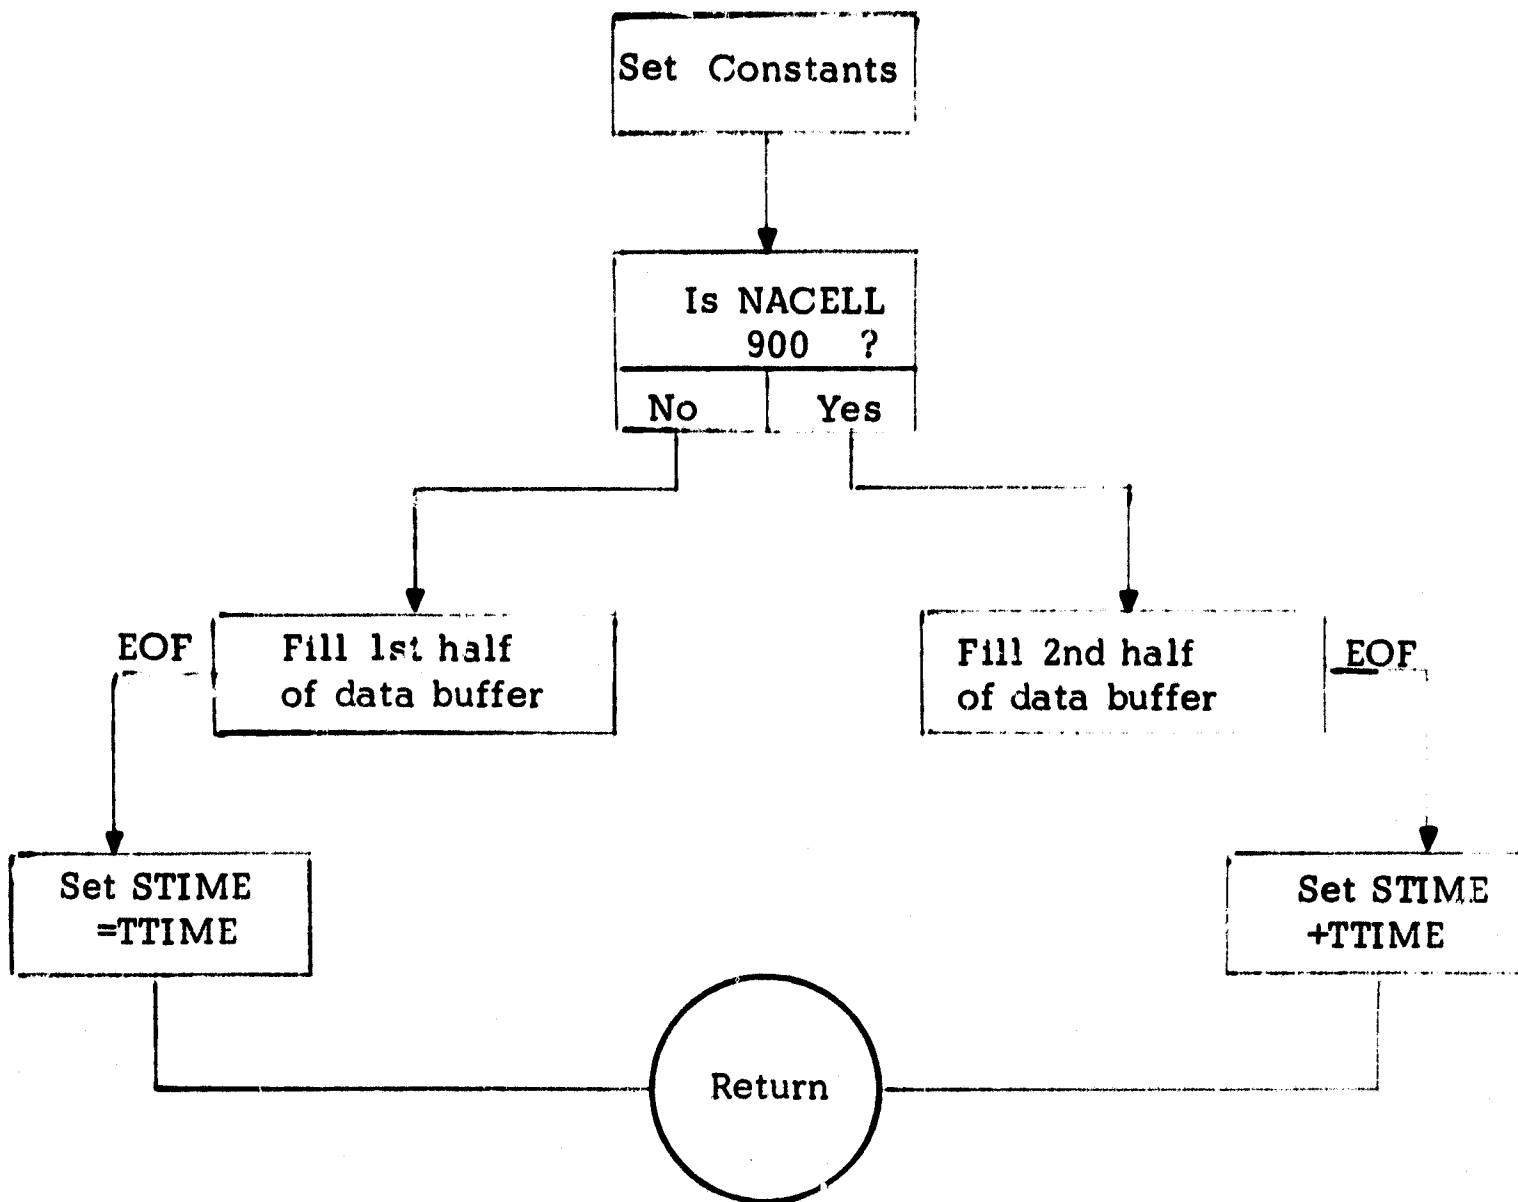 Set Constants
Is NACELL
900 ?
No
Yes
EOF
Fill 1st half
of data buffer
Fill 2nd half
of data buffer
EOF
Set STIME
=TTIME
Set STIME
+TTIME
Return